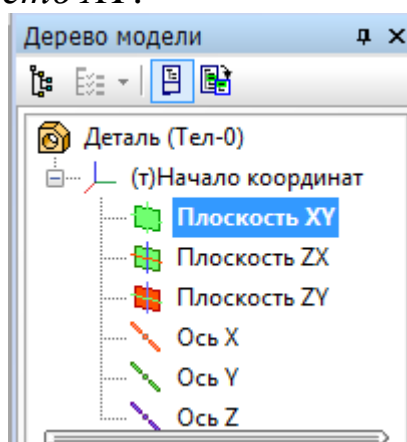 Дерево модели
Деталь (Тел-0)
(т)Начало координат
Плоскость XY
Плоскость ZX
Плоскость ZY
Ось X
Ось Y
Ось Z